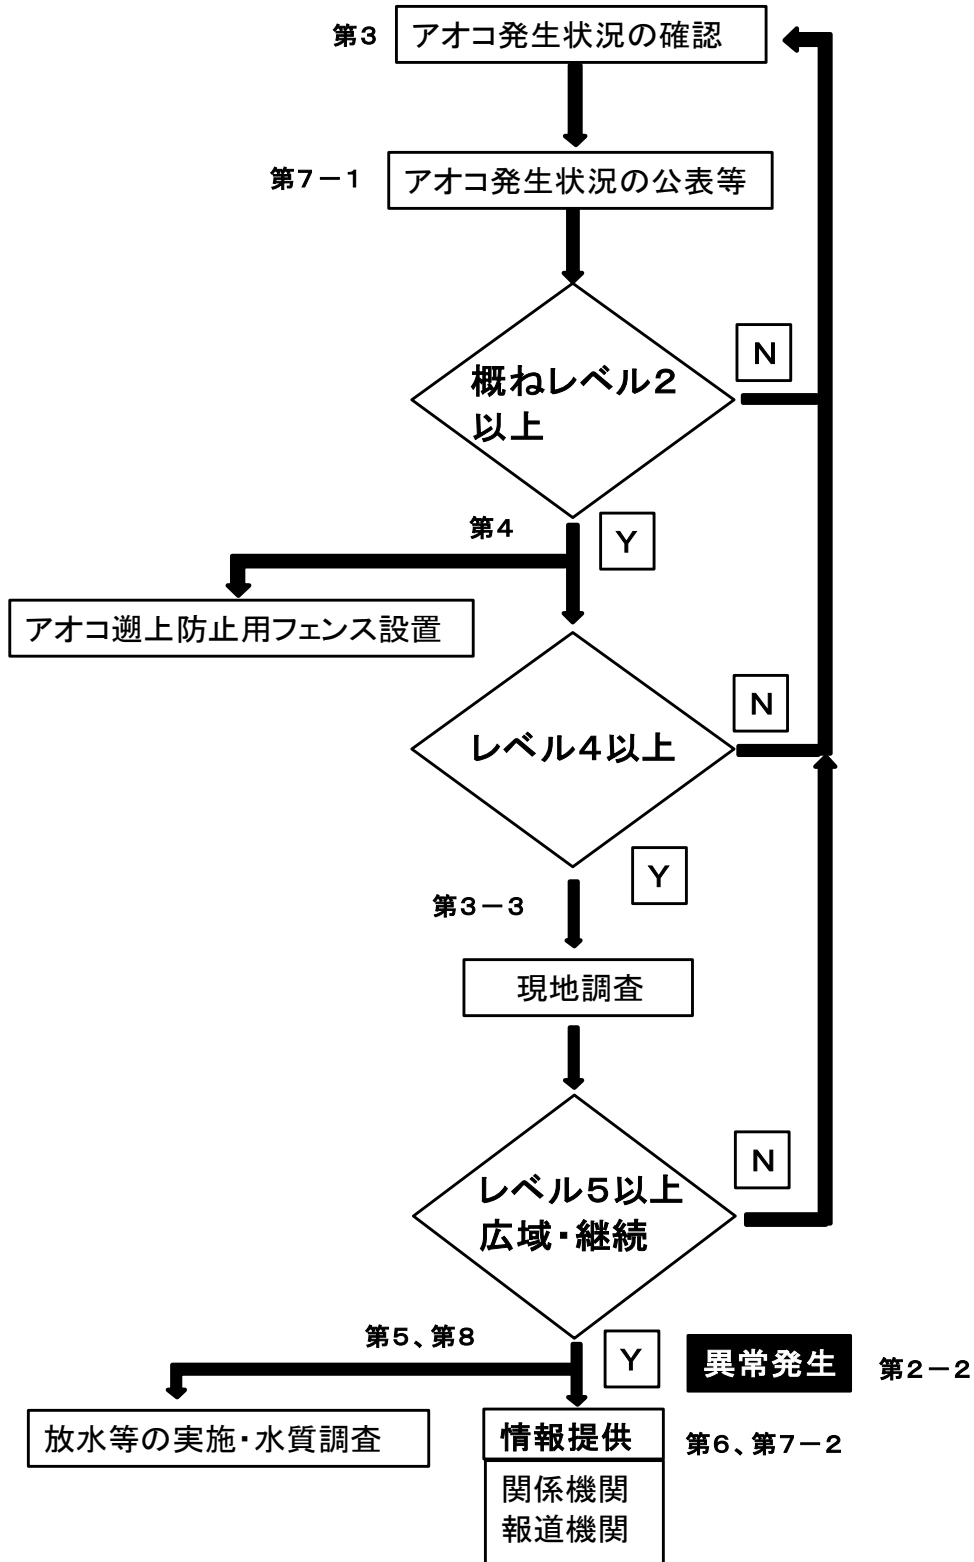 第3
アオコ発生状況の確認
第7－1
アオコ発生状況の公表等
概ねレベル2
以上
N
第4
Y
アオコ遡上防止用フェンス設置
レベル4以上
N
Y
第3－3
現地調査
レベル5以上
広域・継続
N
第5、第8
Y
異常発生
第2－2
放水等の実施・水質調査
情報提供
第6、第7－2
関係機関
報道機関